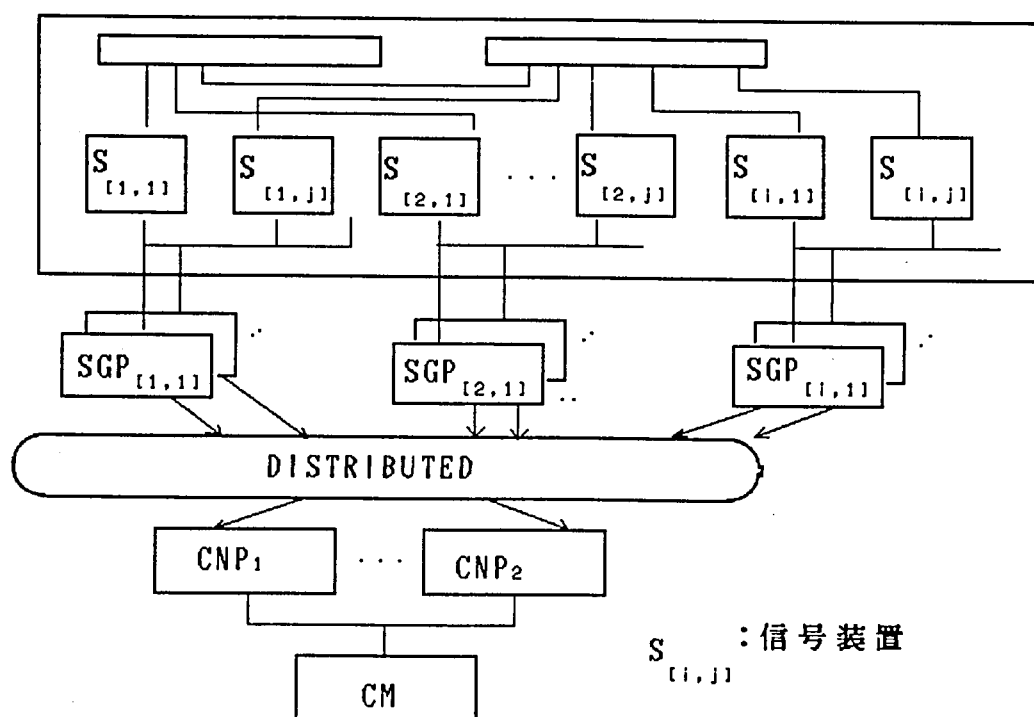 S[1,1] S[1,j] S[2,1] ... S[2,j] S[i,1] S[i,j]
SGP[1,1] SGP[2,1] .. SGP[i,1]
DISTRIBUTED
CNP1 ... CNP2
S[i,j] :信号装置
CM